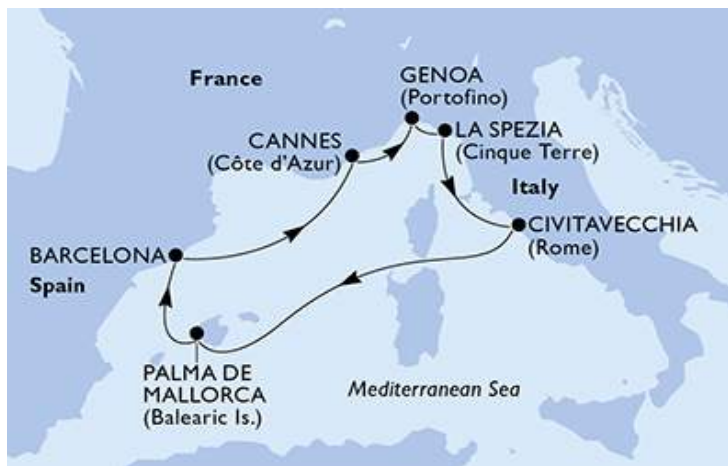 France
GENOA
(Portofino)
CANNES
(Côte d'Azur)
LA SPEZIA
(Cinque Terre)
Italy
CIVITAVECCHIA
(Rome)
BARCELONA
Spain
PALMA DE
MALLORCA
(Balearic Is.)
Mediterranean Sea